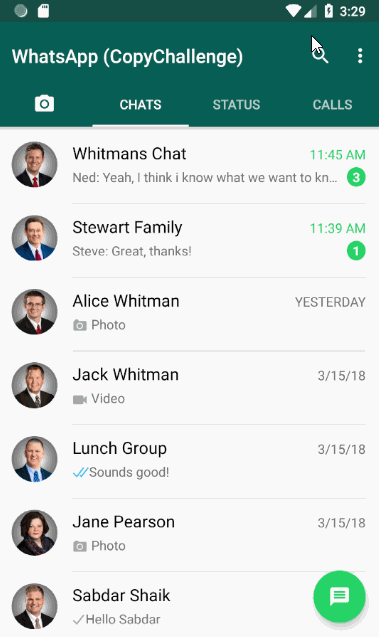 3:29
WhatsApp (CopyChallenge)
CHATS STATUS CALLS
Whitmans Chat 11:45 AM
Ned: Yeah, I think i know what we want to kn... 3
Stewart Family 11:39 AM
Steve: Great, thanks! 1
Alice Whitman YESTERDAY
Photo
Jack Whitman 3/15/18
Video
Lunch Group 3/15/18
Sounds good!
Jane Pearson 3/15/18
Photo
Sabdar Shaik
Hello Sabdar